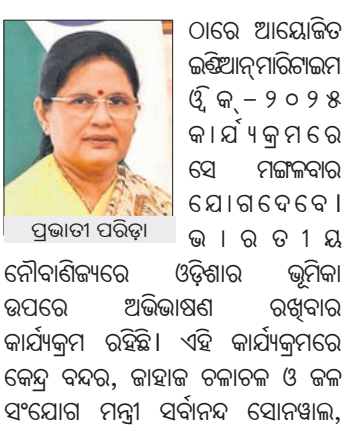 ଠାରେ ଆୟୋଜିତ
ଇଣ୍ଡିଆନ୍ ମାରିଟାଇମ
ୱିକ୍ – ୨୦୨୫
କାର୍ଯ୍ୟକ୍ରମରେ
ସେ ମଙ୍ଗଳବାର
ଯୋଗଦେବେ।
ଭାରତୀୟ
ପ୍ରଭାତୀ ପରିଡ଼ା
ନୌବାଣିଜ୍ୟରେ ଓଡ଼ିଶାର ଭୂମିକା
ଉପରେ ଅଭିଭାଷଣ ରଖିବାର
କାର୍ଯ୍ୟକ୍ରମ ରହିଛି। ଏହି କାର୍ଯ୍ୟକ୍ରମରେ
କେନ୍ଦ୍ର ବନ୍ଦର, ଜାହାଜ ଚଳାଚଳ ଓ ଜଳ
ସଂଯୋଗ ମନ୍ତ୍ରୀ ସର୍ବାନନ୍ଦ ସୋନୱାଲ,